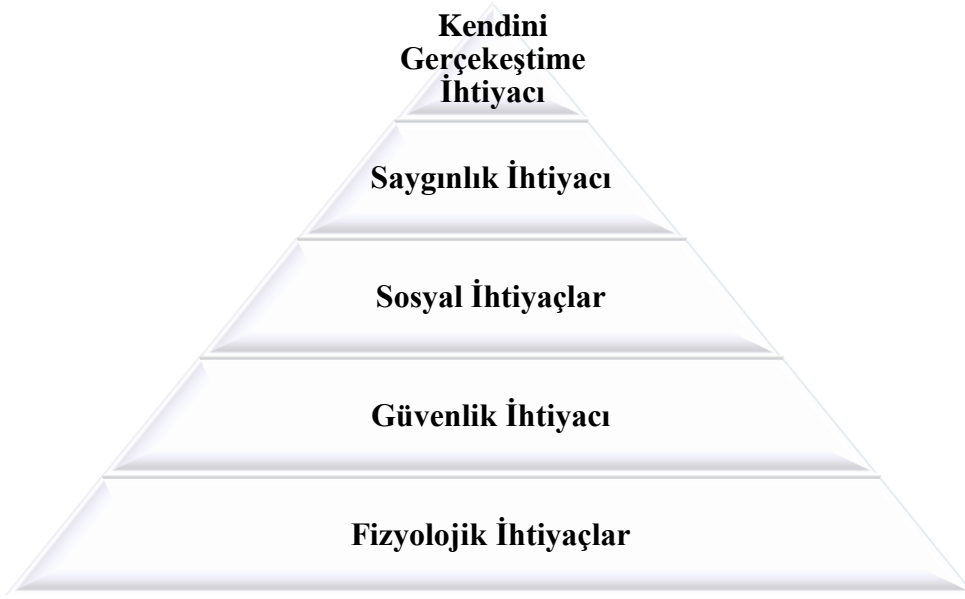 Kendini
Gerçekeştime
İhtiyacı
Saygınlık İhtiyacı
Sosyal İhtiyaçlar
Güvenlik İhtiyacı
Fizyolojik İhtiyaçlar